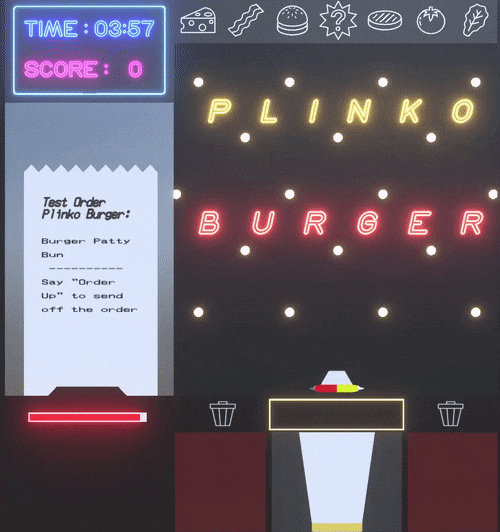 TIME: 03:57
SCORE: 0
?
PLINKO
BURGER
Test Order
Plinko Burger:
Burger Patty
Bun
----------
Say "Order
Up" to send
off the order